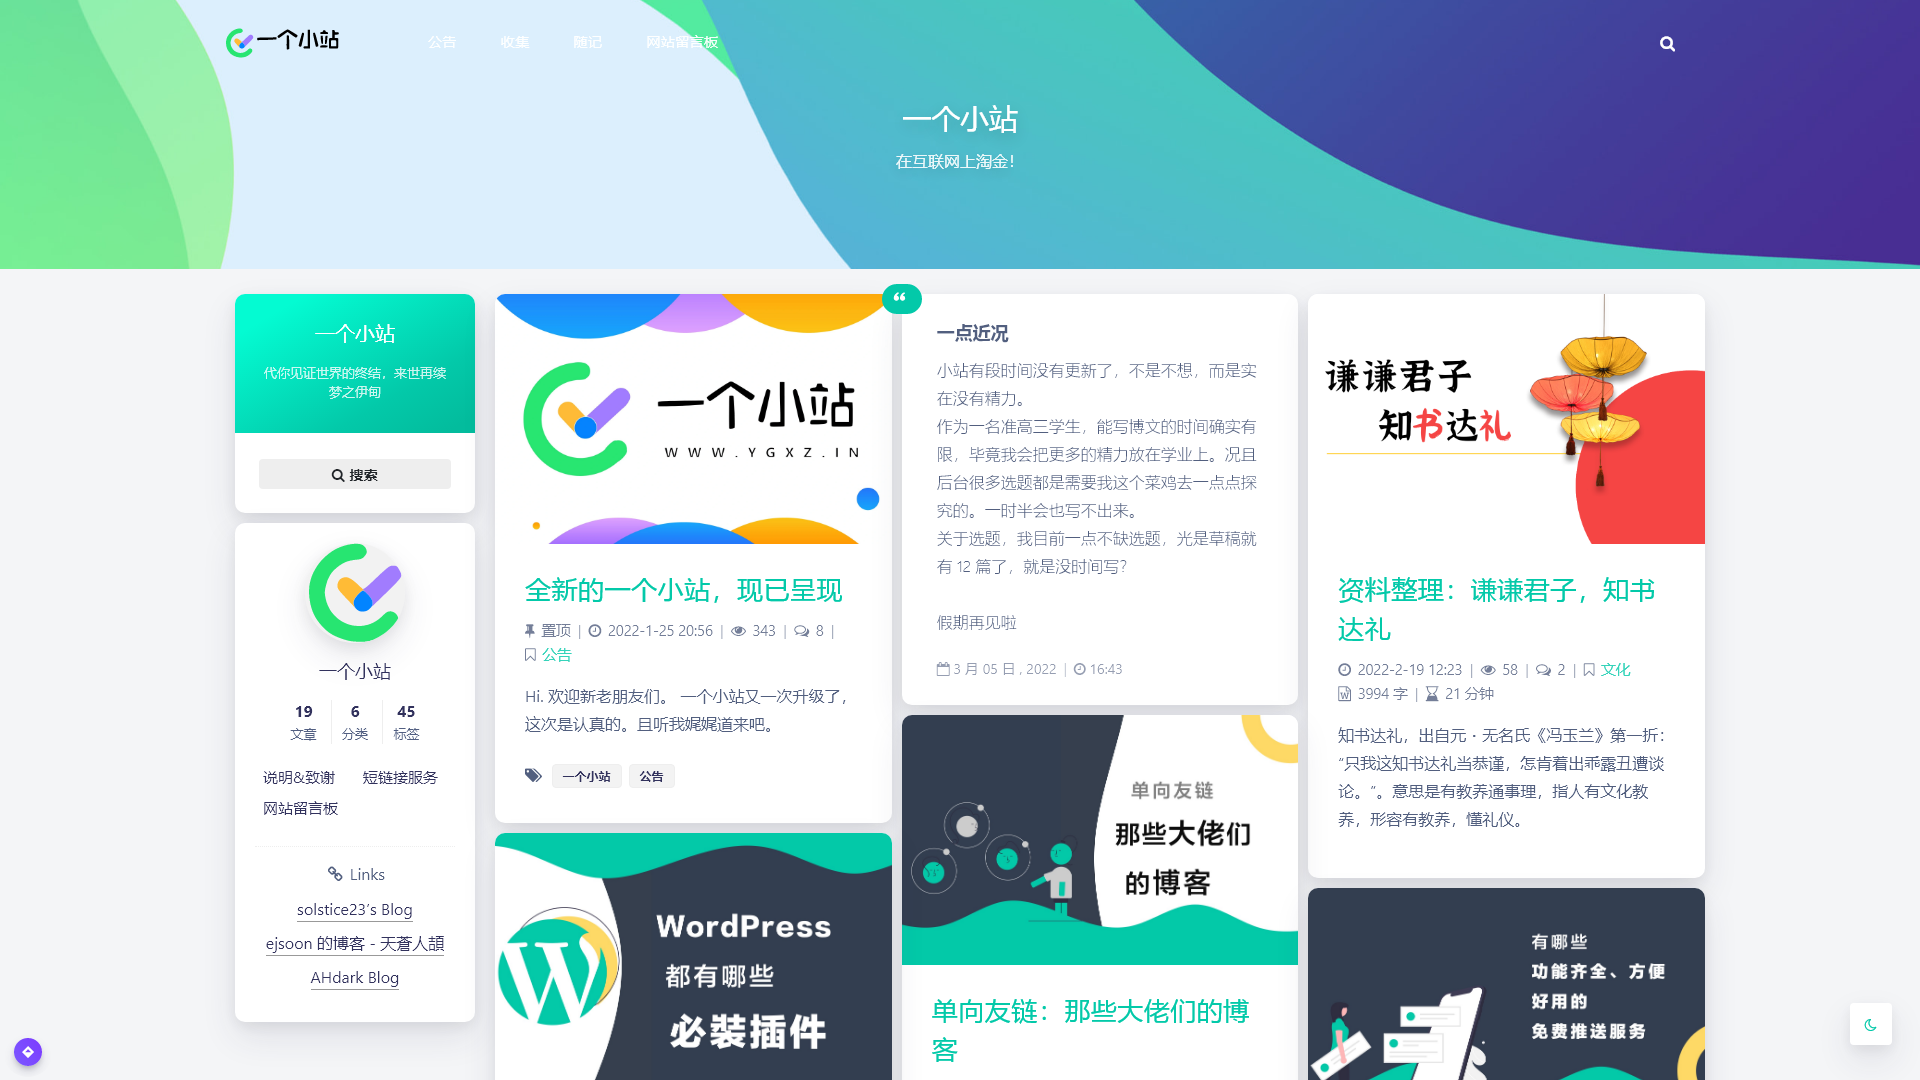 一个小站
公告
收集
随记
网站留言板
一个小站
在互联网上淘金！
一个小站
代你见证世界的终结，来世再续
梦之伊甸
搜索
一个小站
19
文章
6
分类
45
标签
说明&致谢
短链接服务
网站留言板
Links
solstice23's Blog
ejsoon 的博客 - 天蒼人頡
AHdark Blog
一个小站
WWW.YGXZ.IN
全新的一个小站，现已呈现
置顶 | 2022-1-25 20:56 | 343 | 8 |
公告
Hi. 欢迎新老朋友们。 一个小站又一次升级了，
这次是认真的。且听我娓娓道来吧。
一个小站
公告
WordPress
都有哪些
必装插件
一点近况
小站有段时间没有更新了，不是不想，而是实
在没有精力。
作为一名准高三学生，能写博文的时间确实有
限，毕竟我会把更多的精力放在学业上。况且
后台很多选题都是需要我这个菜鸡去一点点探
究的。一时半会也写不出来。
关于选题，我目前一点不缺选题，光是草稿就
有 12 篇了，就是没时间写？
假期再见啦
3 月 05 日 , 2022 | 16:43
单向友链
那些大佬们
的博客
单向友链：那些大佬们的博
客
谦谦君子
知书达礼
资料整理：谦谦君子，知书
达礼
2022-2-19 12:23 | 58 | 2 | 文化
3994 字 | 21 分钟
知书达礼，出自元 · 无名氏《冯玉兰》第一折：
“只我这知书达礼当恭谨，怎肯着出乖露丑遭谈
论。”。意思是有教养通事理，指人有文化教
养，形容有教养，懂礼仪。
有哪些
功能齐全、方便
好用的
免费推送服务